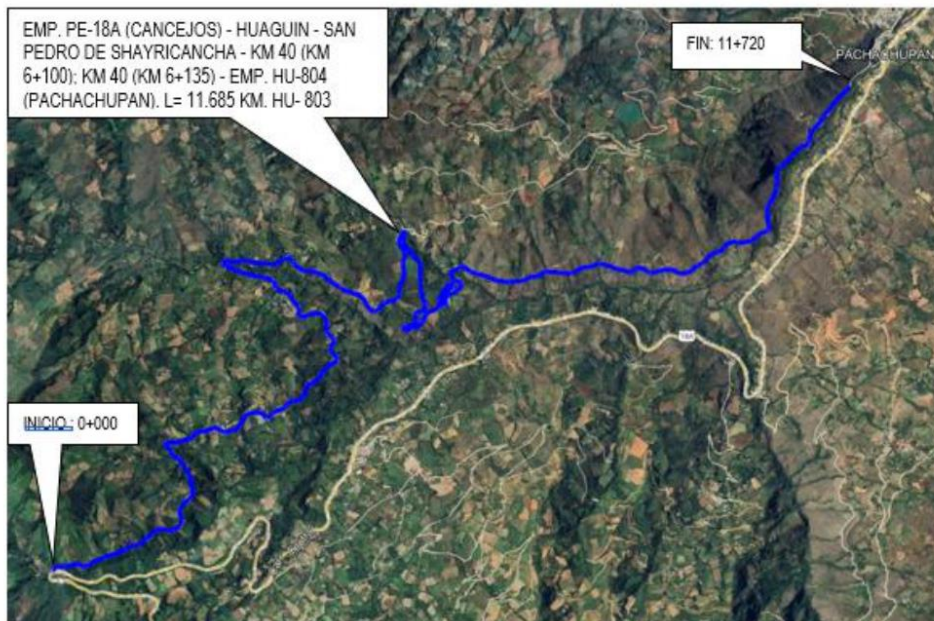 EMP. PE-18A (CANCEJOS) - HUAGUIN - SAN
PEDRO DE SHAYRICANCHA - KM 40 (KM
6+100); KM 40 (KM 6+135) - EMP. HU-804
(PACHACHUPAN). L= 11.685 KM. HU- 803
FIN: 11+720
PACHACHUPAN
18A
INICIO : 0+000